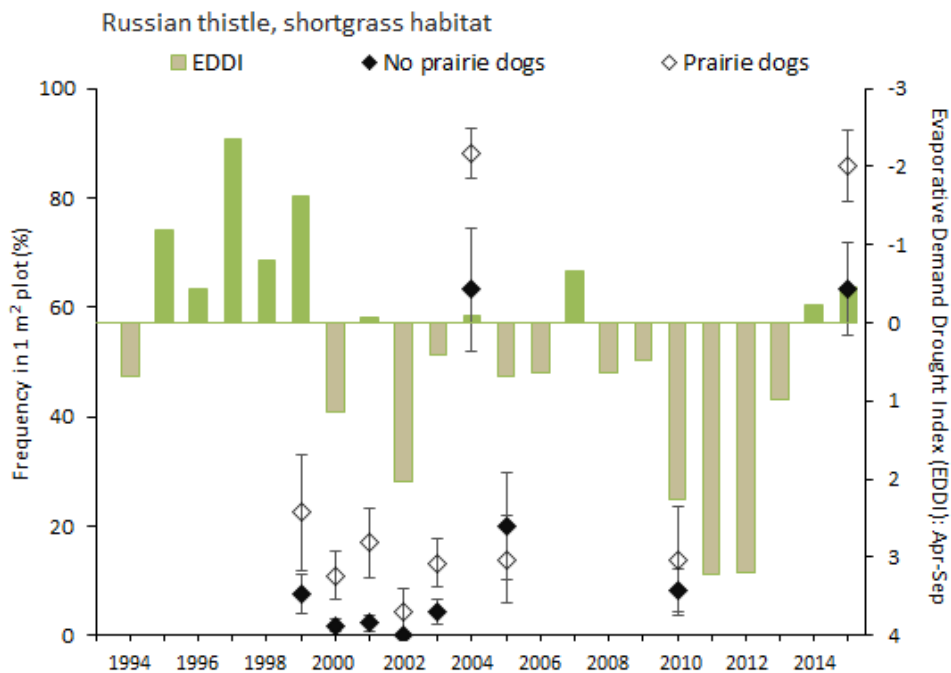 Russian thistle, shortgrass habitat
EDDI
No prairie dogs
Prairie dogs
100
80
60
40
20
0
Frequency in 1 m² plot (%)
-3
-2
-1
0
1
2
3
4
Evaporative Demand Drought Index (EDDI): Apr-Sep
1994 1996 1998 2000 2002 2004 2006 2008 2010 2012 2014